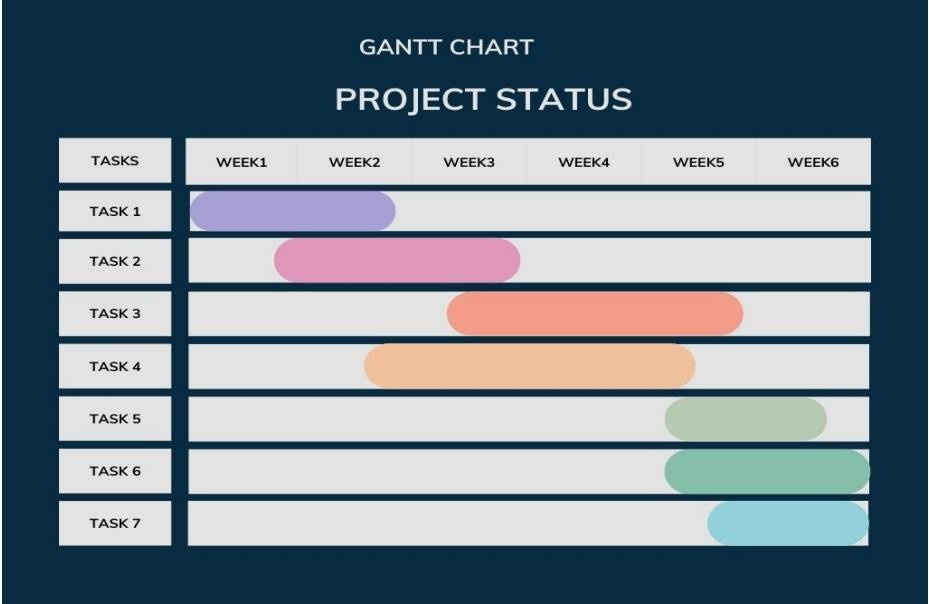 GANTT CHART
PROJECT STATUS
TASKS WEEK1 WEEK2 WEEK3 WEEK4 WEEK5 WEEK6
TASK 1
TASK 2
TASK 3
TASK 4
TASK 5
TASK 6
TASK 7